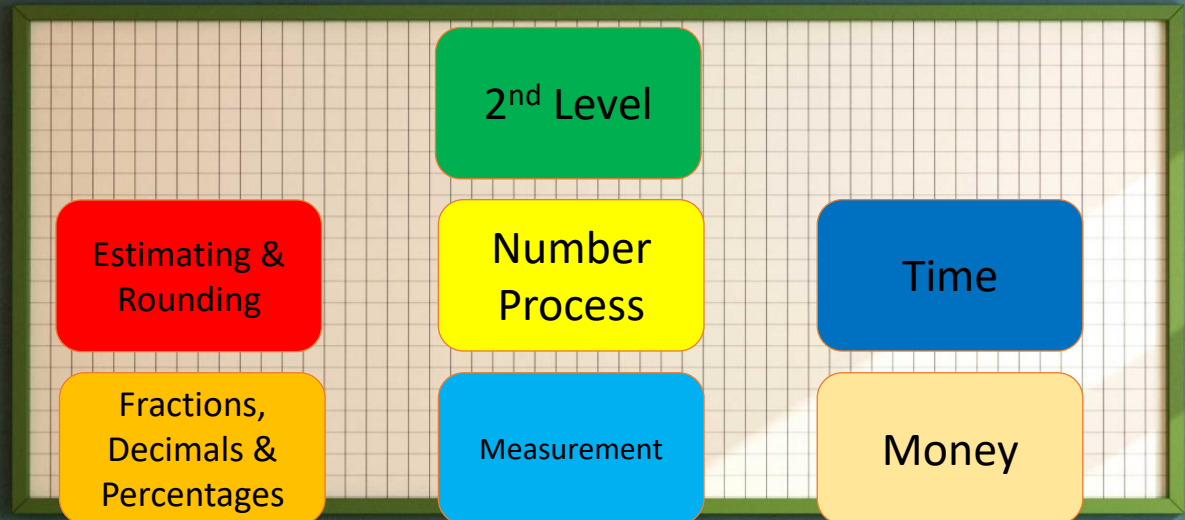 2nd Level
Estimating &
Rounding
Number
Process
Time
Fractions,
Decimals &
Percentages
Measurement
Money